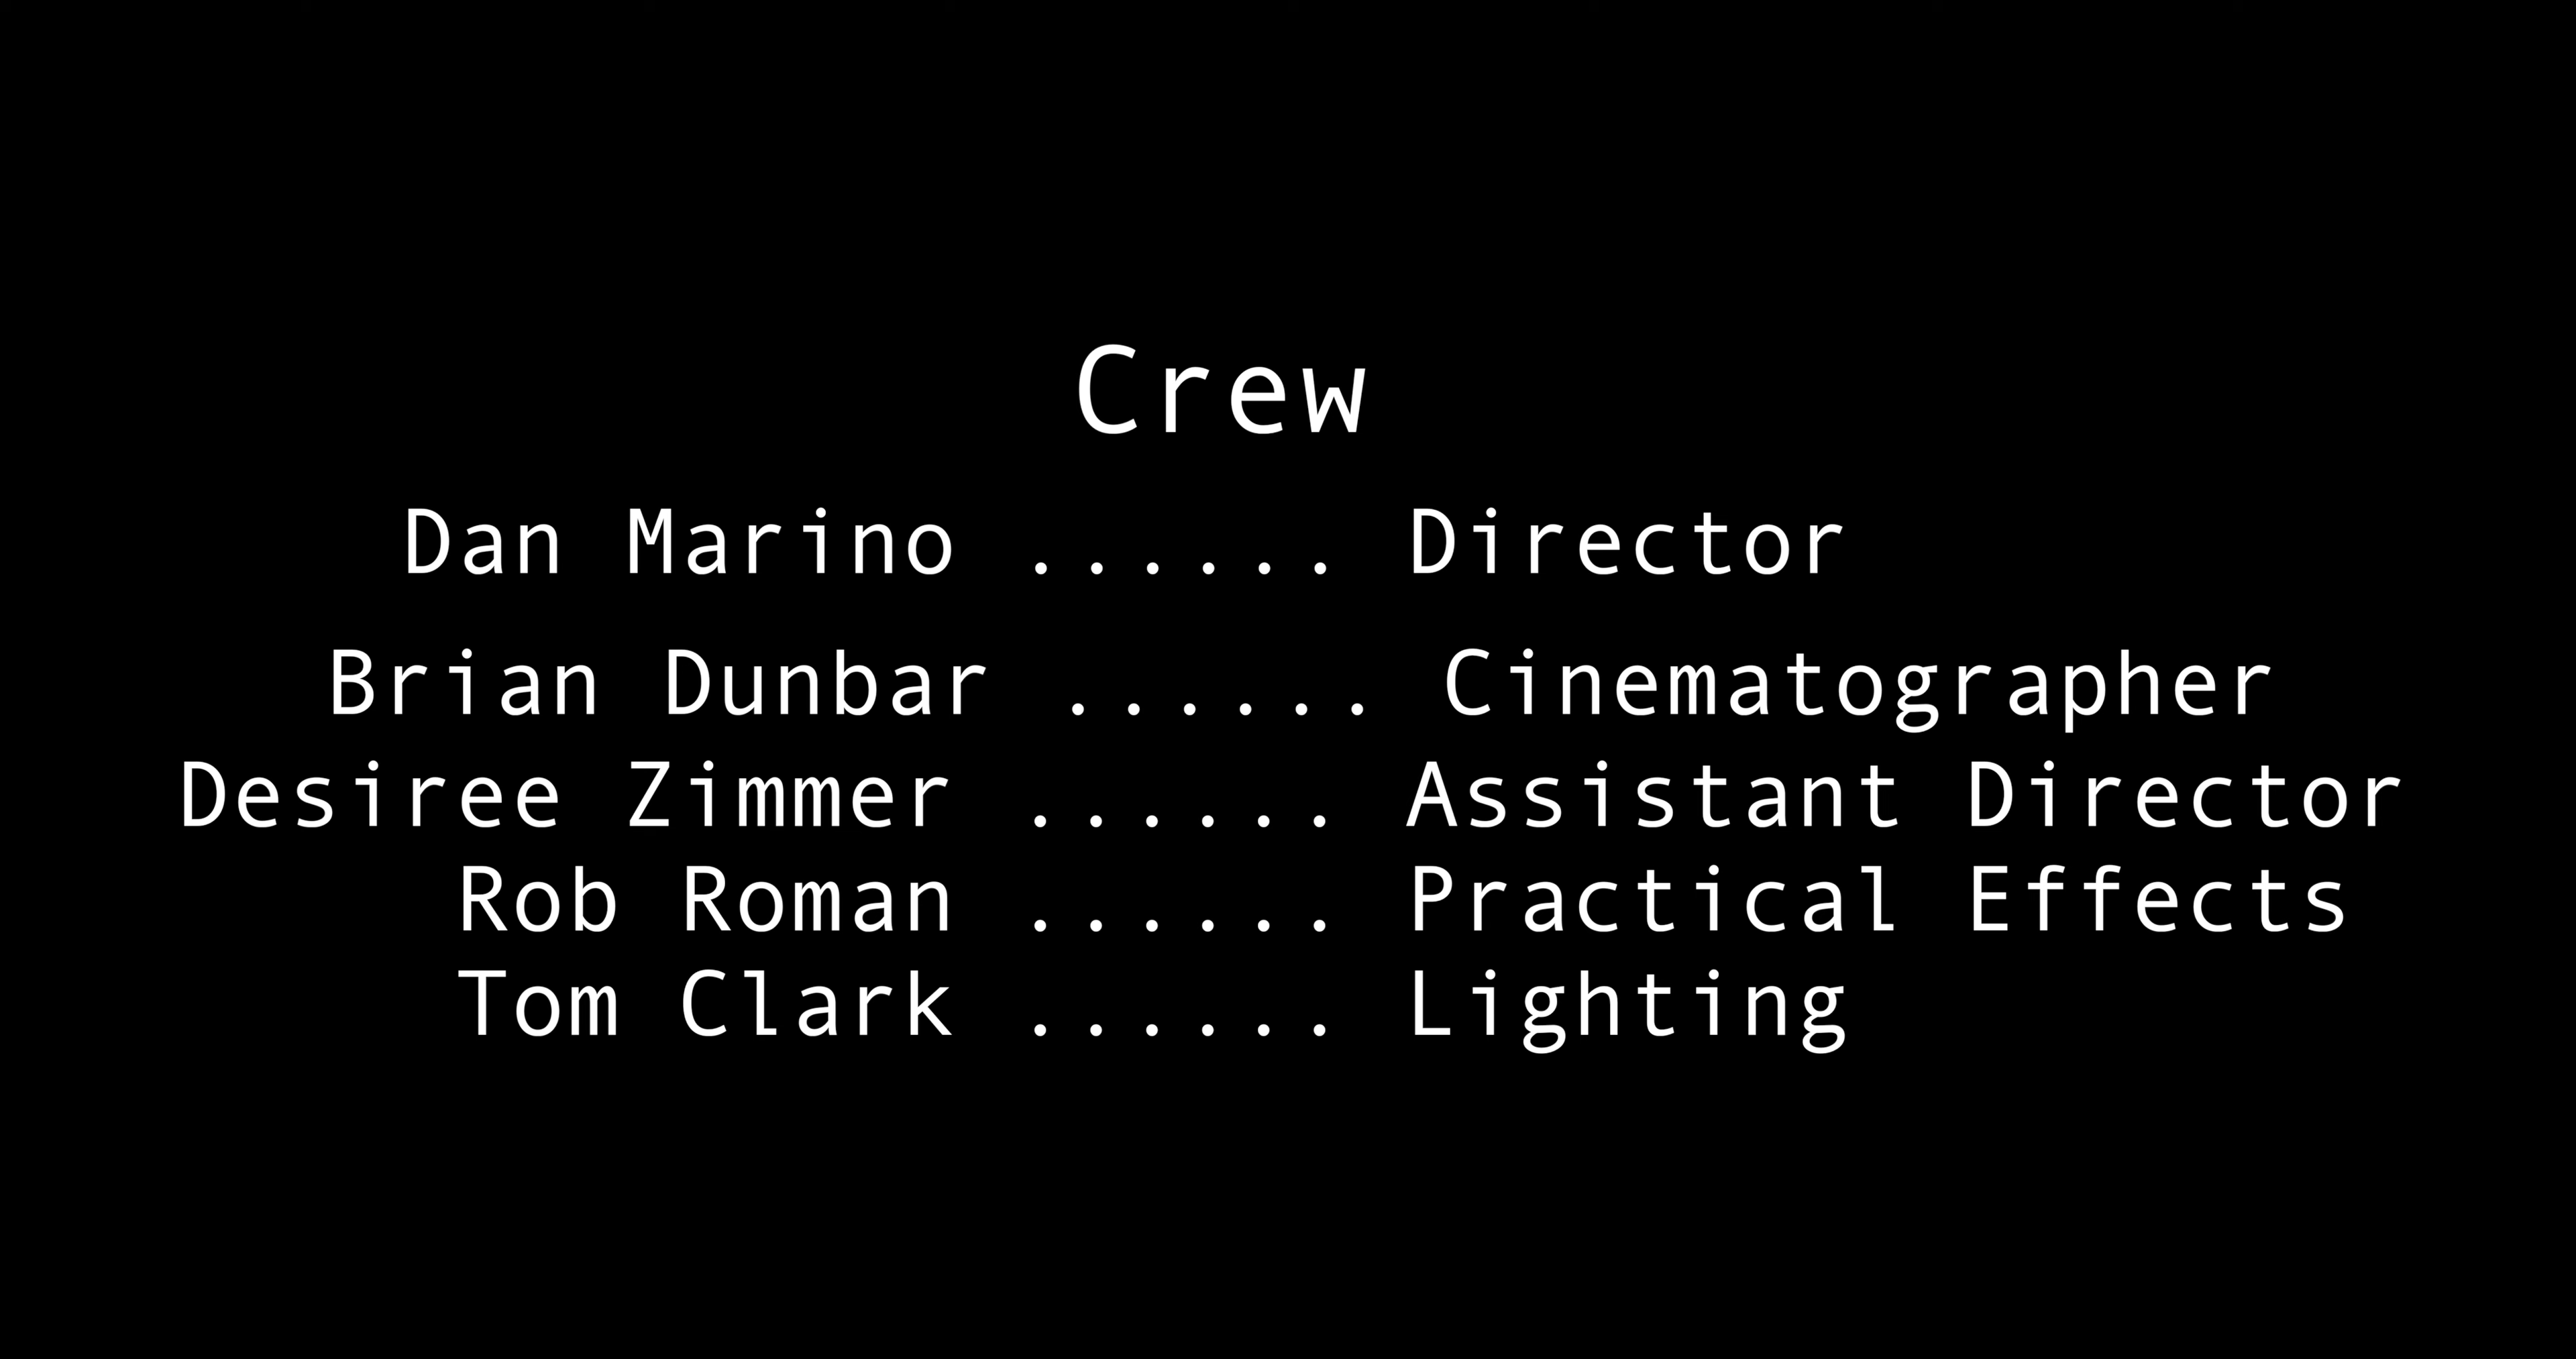 Crew
Dan Marino ...... Director
Brian Dunbar ...... Cinematographer
Desiree Zimmer ...... Assistant Director
Rob Roman ...... Practical Effects
Tom Clark ...... Lighting